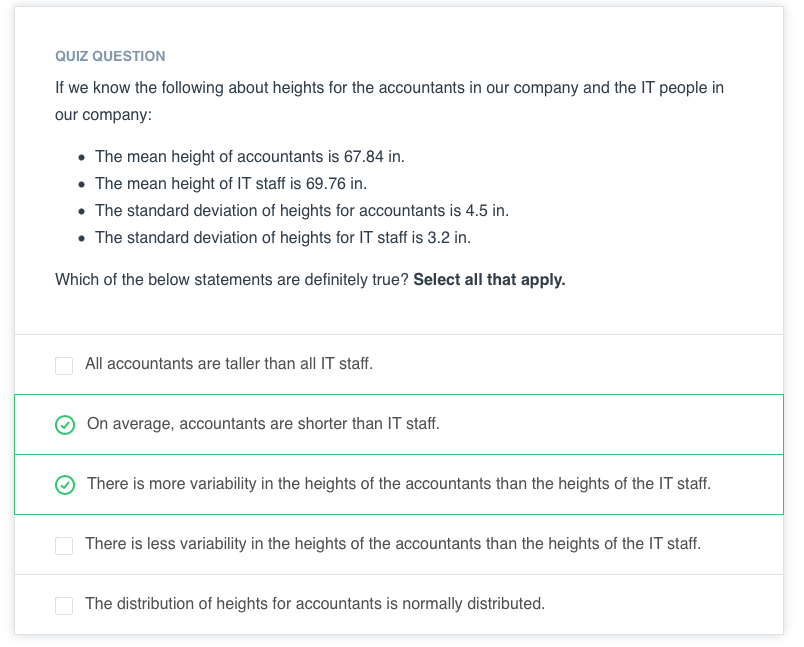 QUIZ QUESTION
If we know the following about heights for the accountants in our company and the IT people in
our company:
• The mean height of accountants is 67.84 in.
• The mean height of IT staff is 69.76 in.
• The standard deviation of heights for accountants is 4.5 in.
• The standard deviation of heights for IT staff is 3.2 in.
Which of the below statements are definitely true? Select all that apply.
All accountants are taller than all IT staff.
On average, accountants are shorter than IT staff.
There is more variability in the heights of the accountants than the heights of the IT staff.
There is less variability in the heights of the accountants than the heights of the IT staff.
The distribution of heights for accountants is normally distributed.